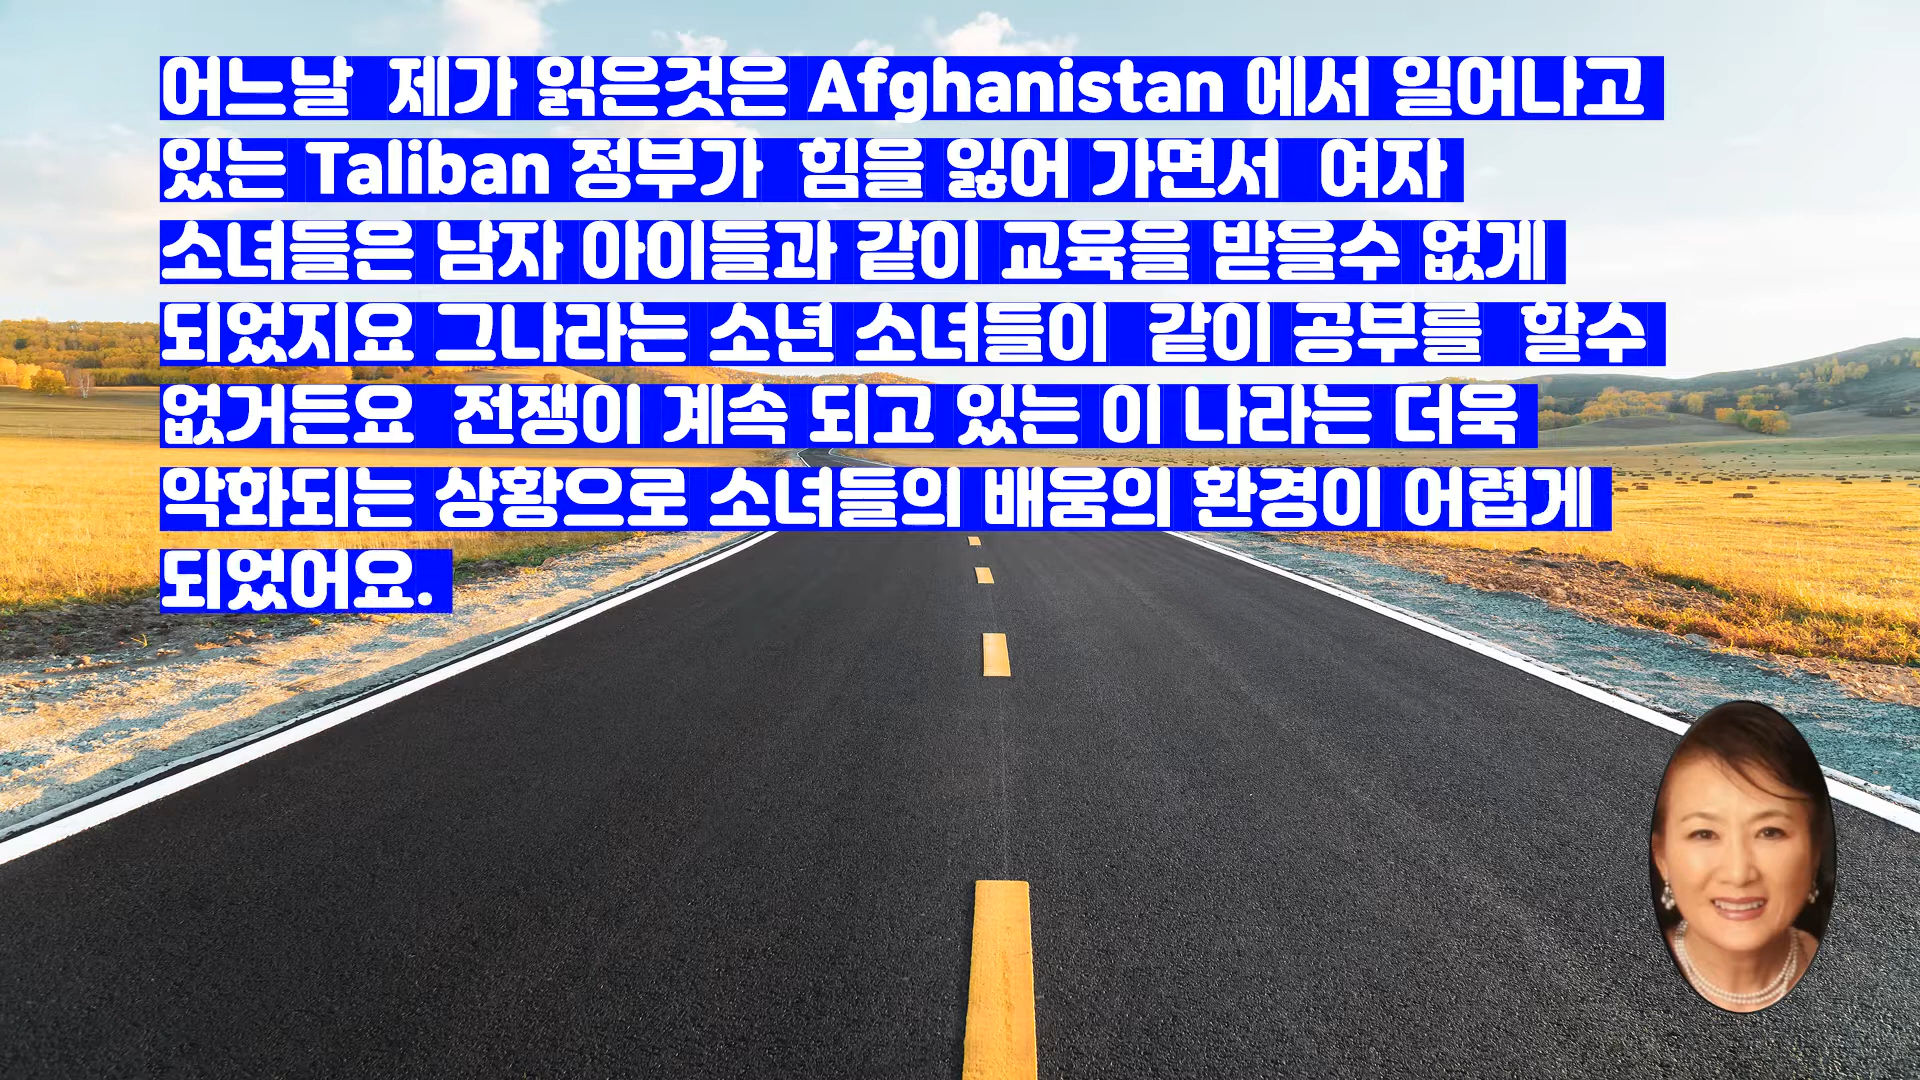 어느날  제가 읽은것은 Afghanistan 에서 일어나고
있는 Taliban 정부가  힘을 잃어 가면서  여자
소녀들은 남자 아이들과 같이 교육을 받을수 없게
되었지요 그나라는 소년 소녀들이  같이 공부를  할수
없거든요  전쟁이 계속 되고 있는 이 나라는 더욱
악화되는 상황으로 소녀들의 배움의 환경이 어렵게
되었어요.